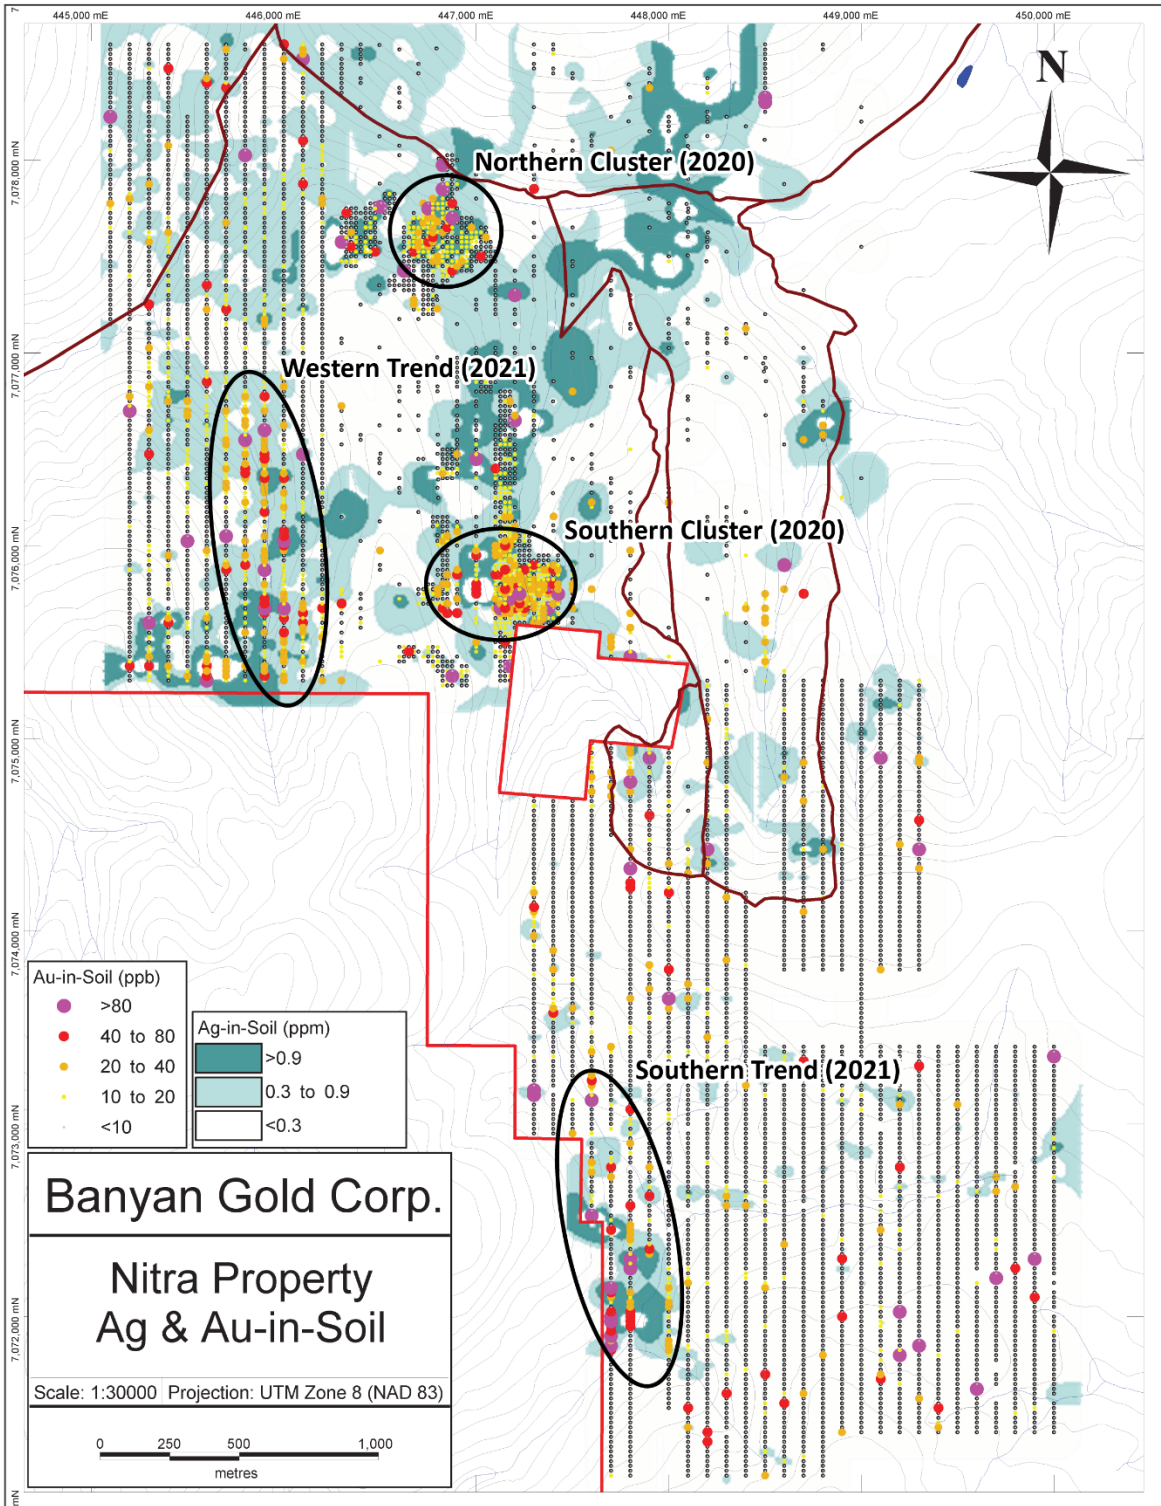 445,000 mE
446,000 mE
447,000 mE
448,000 mE
449,000 mE
450,000 mE
7
N
7,078,000 mN
Northern Cluster (2020)
7,077,000 mN
Western Trend (2021)
7,076,000 mN
Southern Cluster (2020)
7,075,000 mN
7,074,000 mN
Au-in-Soil (ppb)
>80
40 to 80
20 to 40
10 to 20
<10
Ag-in-Soil (ppm)
>0.9
0.3 to 0.9
<0.3
Southern Trend (2021)
7,073,000 mN
Banyan Gold Corp.
Nitra Property
Ag & Au-in-Soil
7,072,000 mN
Scale: 1:30000
Projection: UTM Zone 8 (NAD 83)
0 250 500 1,000
metres
mN